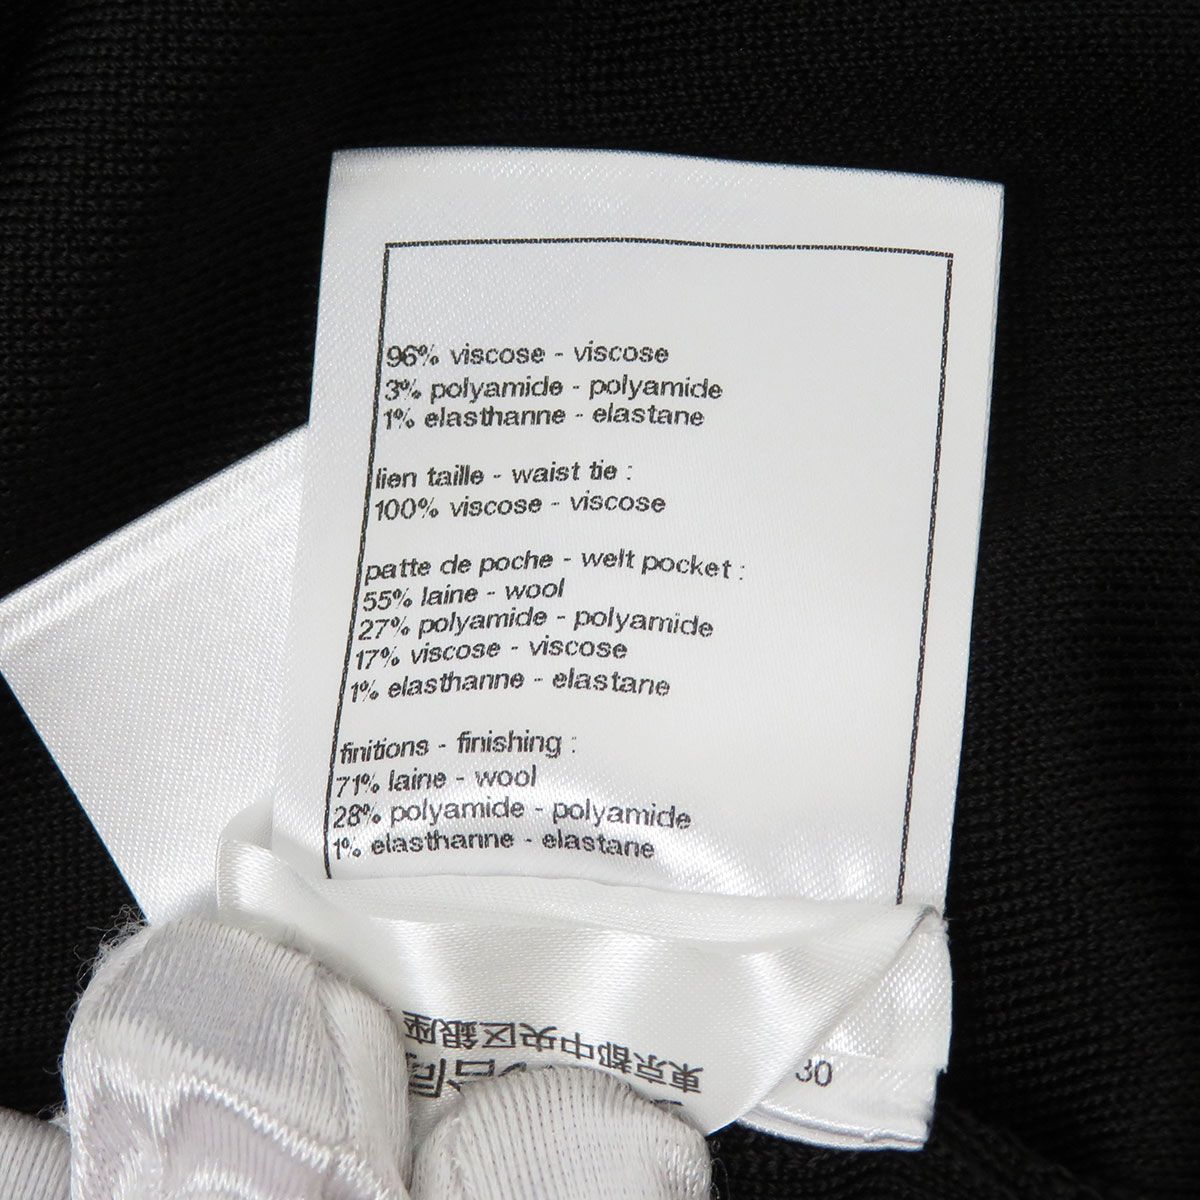 96% viscose - viscose
3% polyamide - polyamide
1% elasthanne - elastane
lien taille - waist tie :
100% viscose - viscose
patte de poche - welt pocket :
55% laine - wool
27% polyamide - polyamide
17% viscose - viscose
1% elasthanne - elastane
finitions - finishing :
71% laine - wool
28% polyamide - polyamide
1% elasthanne - elastane
東京都中央区銀座